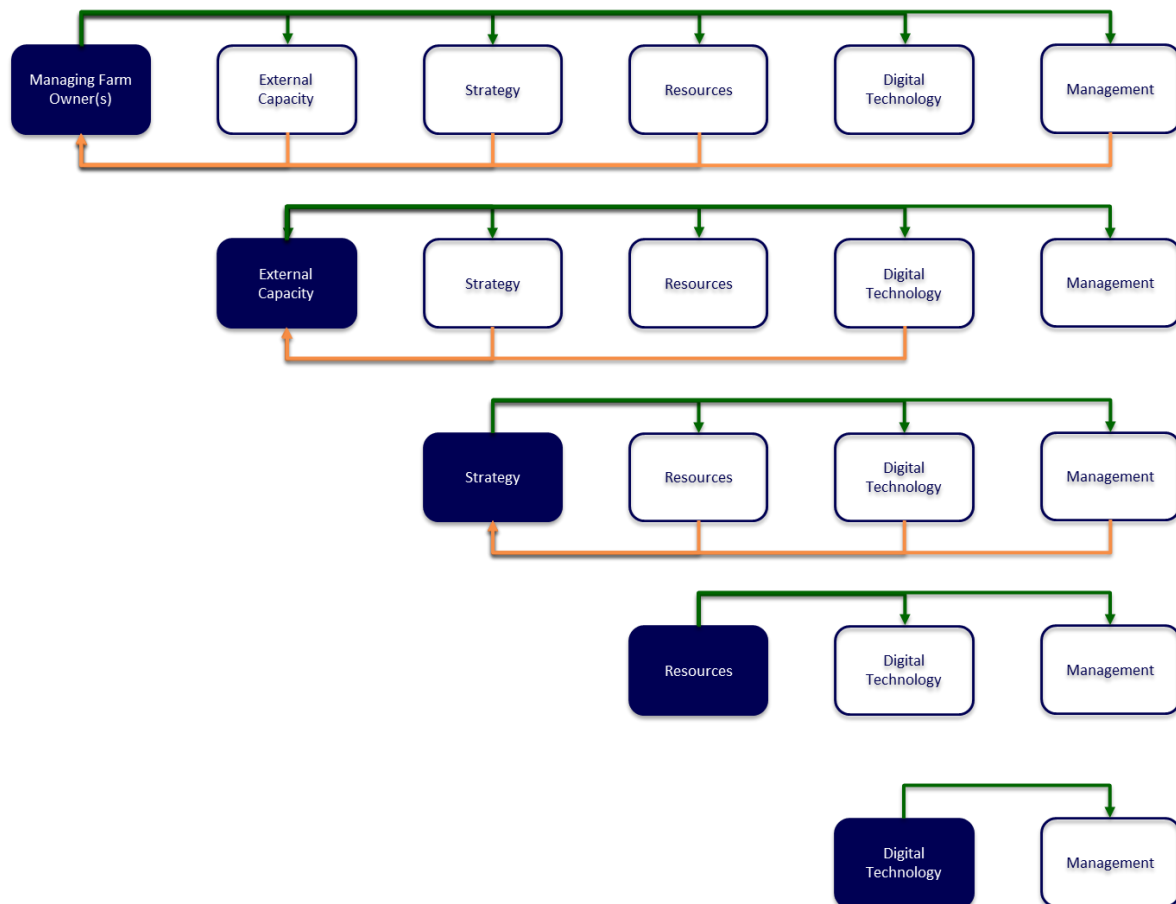 Managing Farm
Owner(s)
External
Capacity
Strategy
Resources
Digital
Technology
Management
External
Capacity
Strategy
Resources
Digital
Technology
Management
Strategy
Resources
Digital
Technology
Management
Resources
Digital
Technology
Management
Digital
Technology
Management